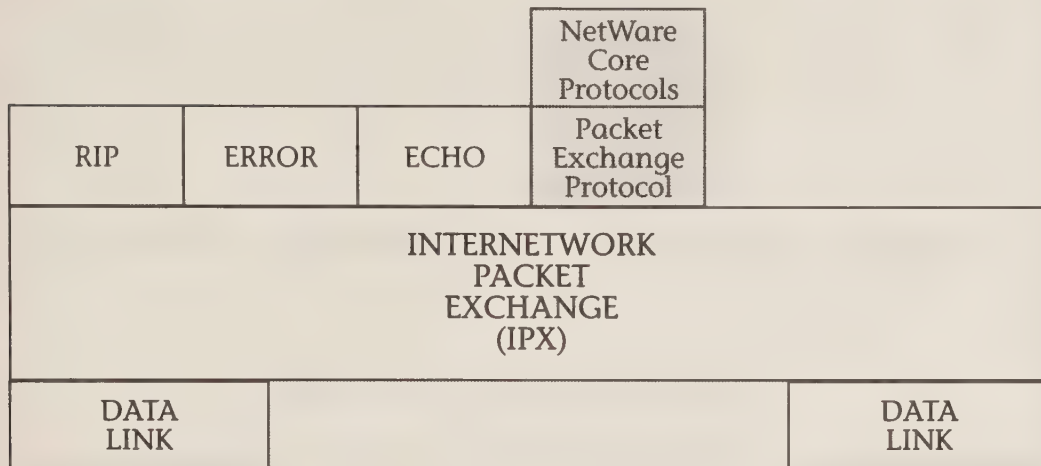 NetWare
Core
Protocols
RIP
ERROR
ECHO
Packet
Exchange
Protocol
INTERNETWORK
PACKET
EXCHANGE
(IPX)
DATA
LINK
DATA
LINK